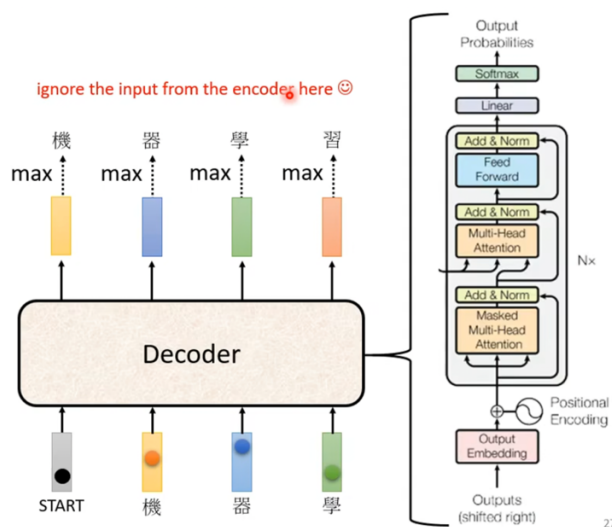 ignore the input from the encoder here ☺
機 器 學 習
max max max max
Decoder
START 機 器 學
Output
Probabilities
Softmax
Linear
Add & Norm
Feed
Forward
Add & Norm
Multi-Head
Attention
N×
Add & Norm
Masked
Multi-Head
Attention
Positional
Encoding
Output
Embedding
Outputs
(shifted right)